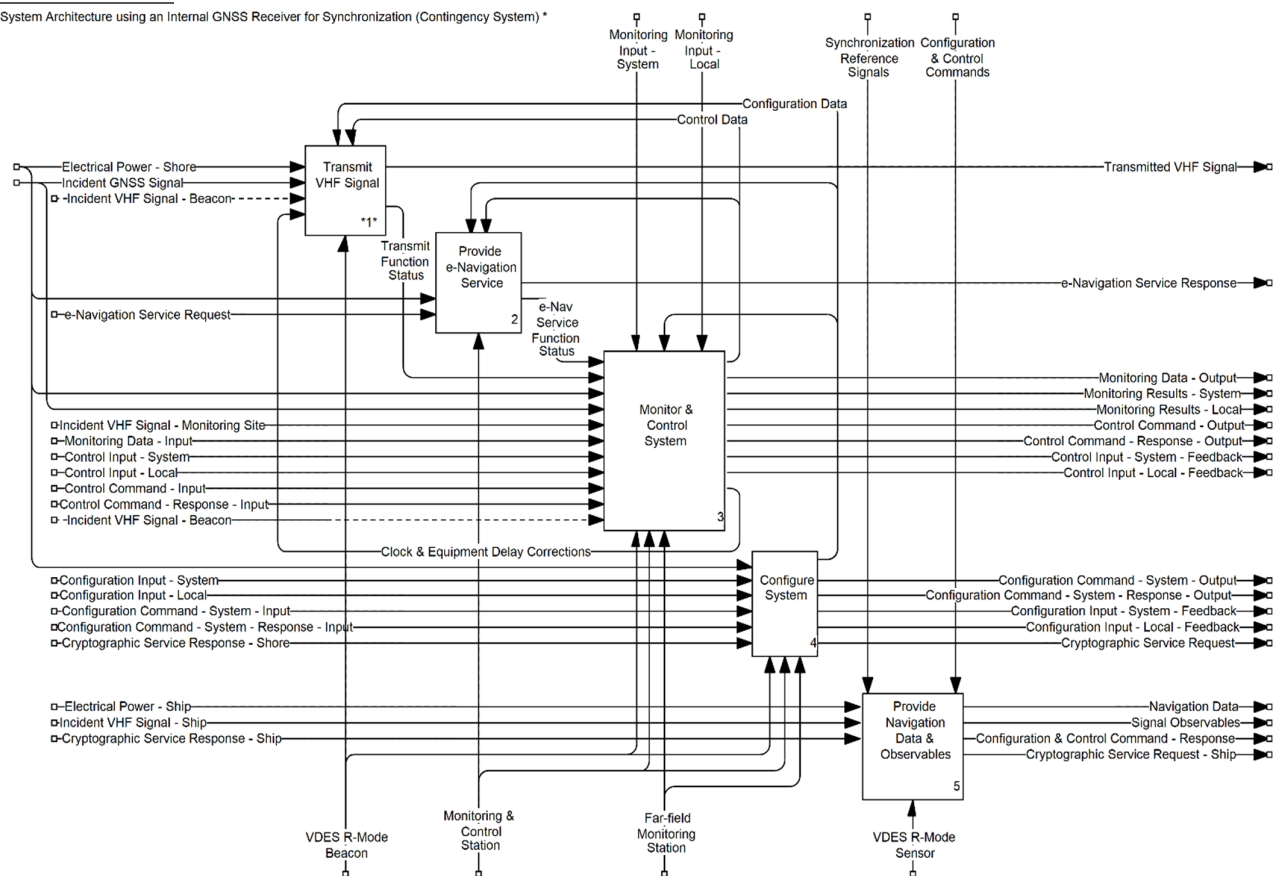 System Architecture using an Internal GNSS Receiver for Synchronization (Contingency System) *
Monitoring
Input -
System
Monitoring
Input -
Local
Synchronization
Reference
Signals
Configuration
& Control
Commands
Configuration Data
Control Data
Electrical Power - Shore
Incident GNSS Signal
Incident VHF Signal - Beacon
Transmit
VHF Signal
*1*
Transmitted VHF Signal
Transmit
Function
Status
Provide
e-Navigation
Service
2
e-Navigation Service Response
e-Navigation Service Request
e-Nav
Service
Function
Status
Monitor &
Control
System
3
Incident VHF Signal - Monitoring Site
Monitoring Data - Input
Control Input - System
Control Input - Local
Control Command - Input
Control Command - Response - Input
Incident VHF Signal - Beacon
Monitoring Data - Output
Monitoring Results - System
Monitoring Results - Local
Control Command - Output
Control Command - Response - Output
Control Input - System - Feedback
Control Input - Local - Feedback
Clock & Equipment Delay Corrections
Configuration Input - System
Configuration Input - Local
Configuration Command - System - Input
Configuration Command - System - Response - Input
Cryptographic Service Response - Shore
Configure
System
4
Configuration Command - System - Output
Configuration Command - System - Response - Output
Configuration Input - System - Feedback
Configuration Input - Local - Feedback
Cryptographic Service Request
Electrical Power - Ship
Incident VHF Signal - Ship
Cryptographic Service Response - Ship
Provide
Navigation
Data &
Observables
5
Navigation Data
Signal Observables
Configuration & Control Command - Response
Cryptographic Service Request - Ship
VDES R-Mode
Beacon
Monitoring &
Control
Station
Far-field
Monitoring
Station
VDES R-Mode
Sensor